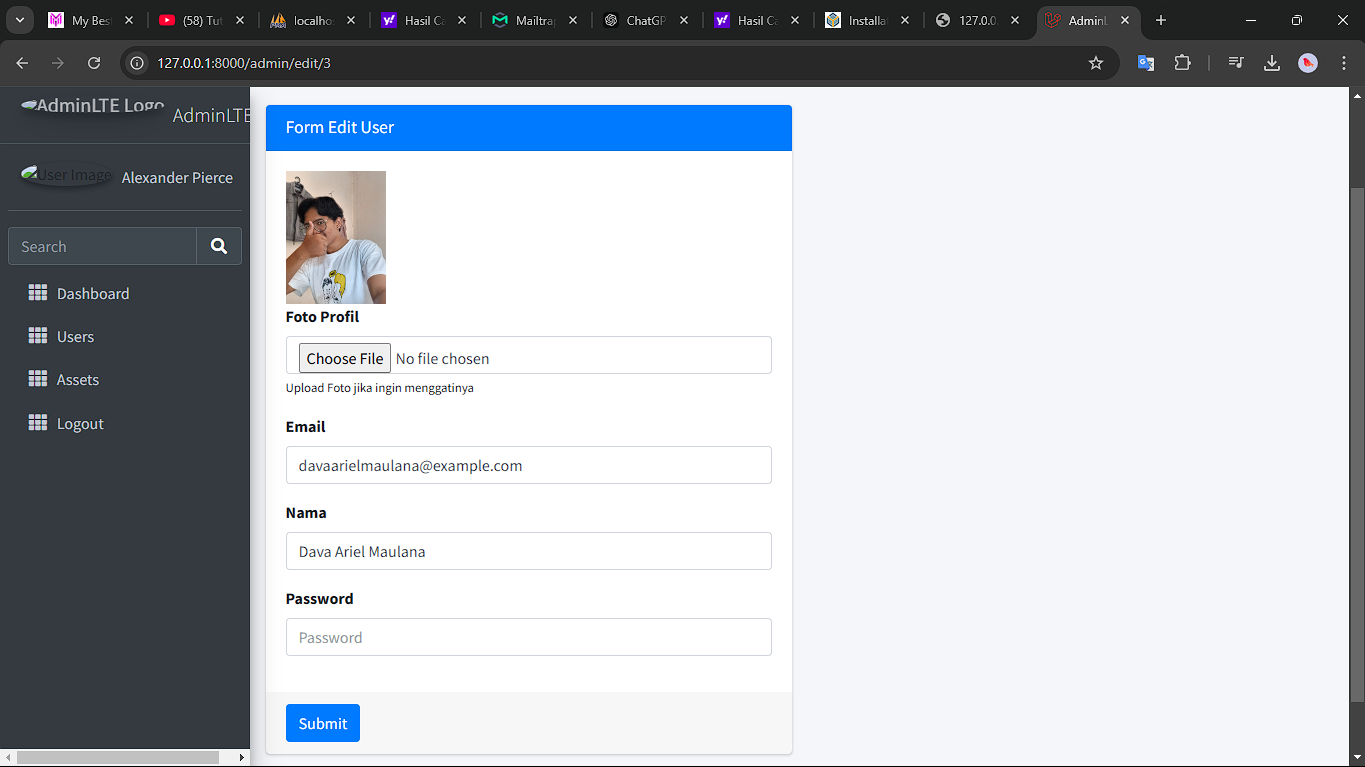 My Bes
(58) Tut
localhos
Hasil Ca
Mailtrap
ChatGP
Hasil Ca
Installat
127.0.0.
AdminL
127.0.0.1:8000/admin/edit/3
AdminLTE Logo
AdminLTE
User Image
Alexander Pierce
Search
Dashboard
Users
Assets
Logout
Form Edit User
Foto Profil
Choose File No file chosen
Upload Foto jika ingin menggatinya
Email
davaarielmaulana@example.com
Nama
Dava Ariel Maulana
Password
Password
Submit